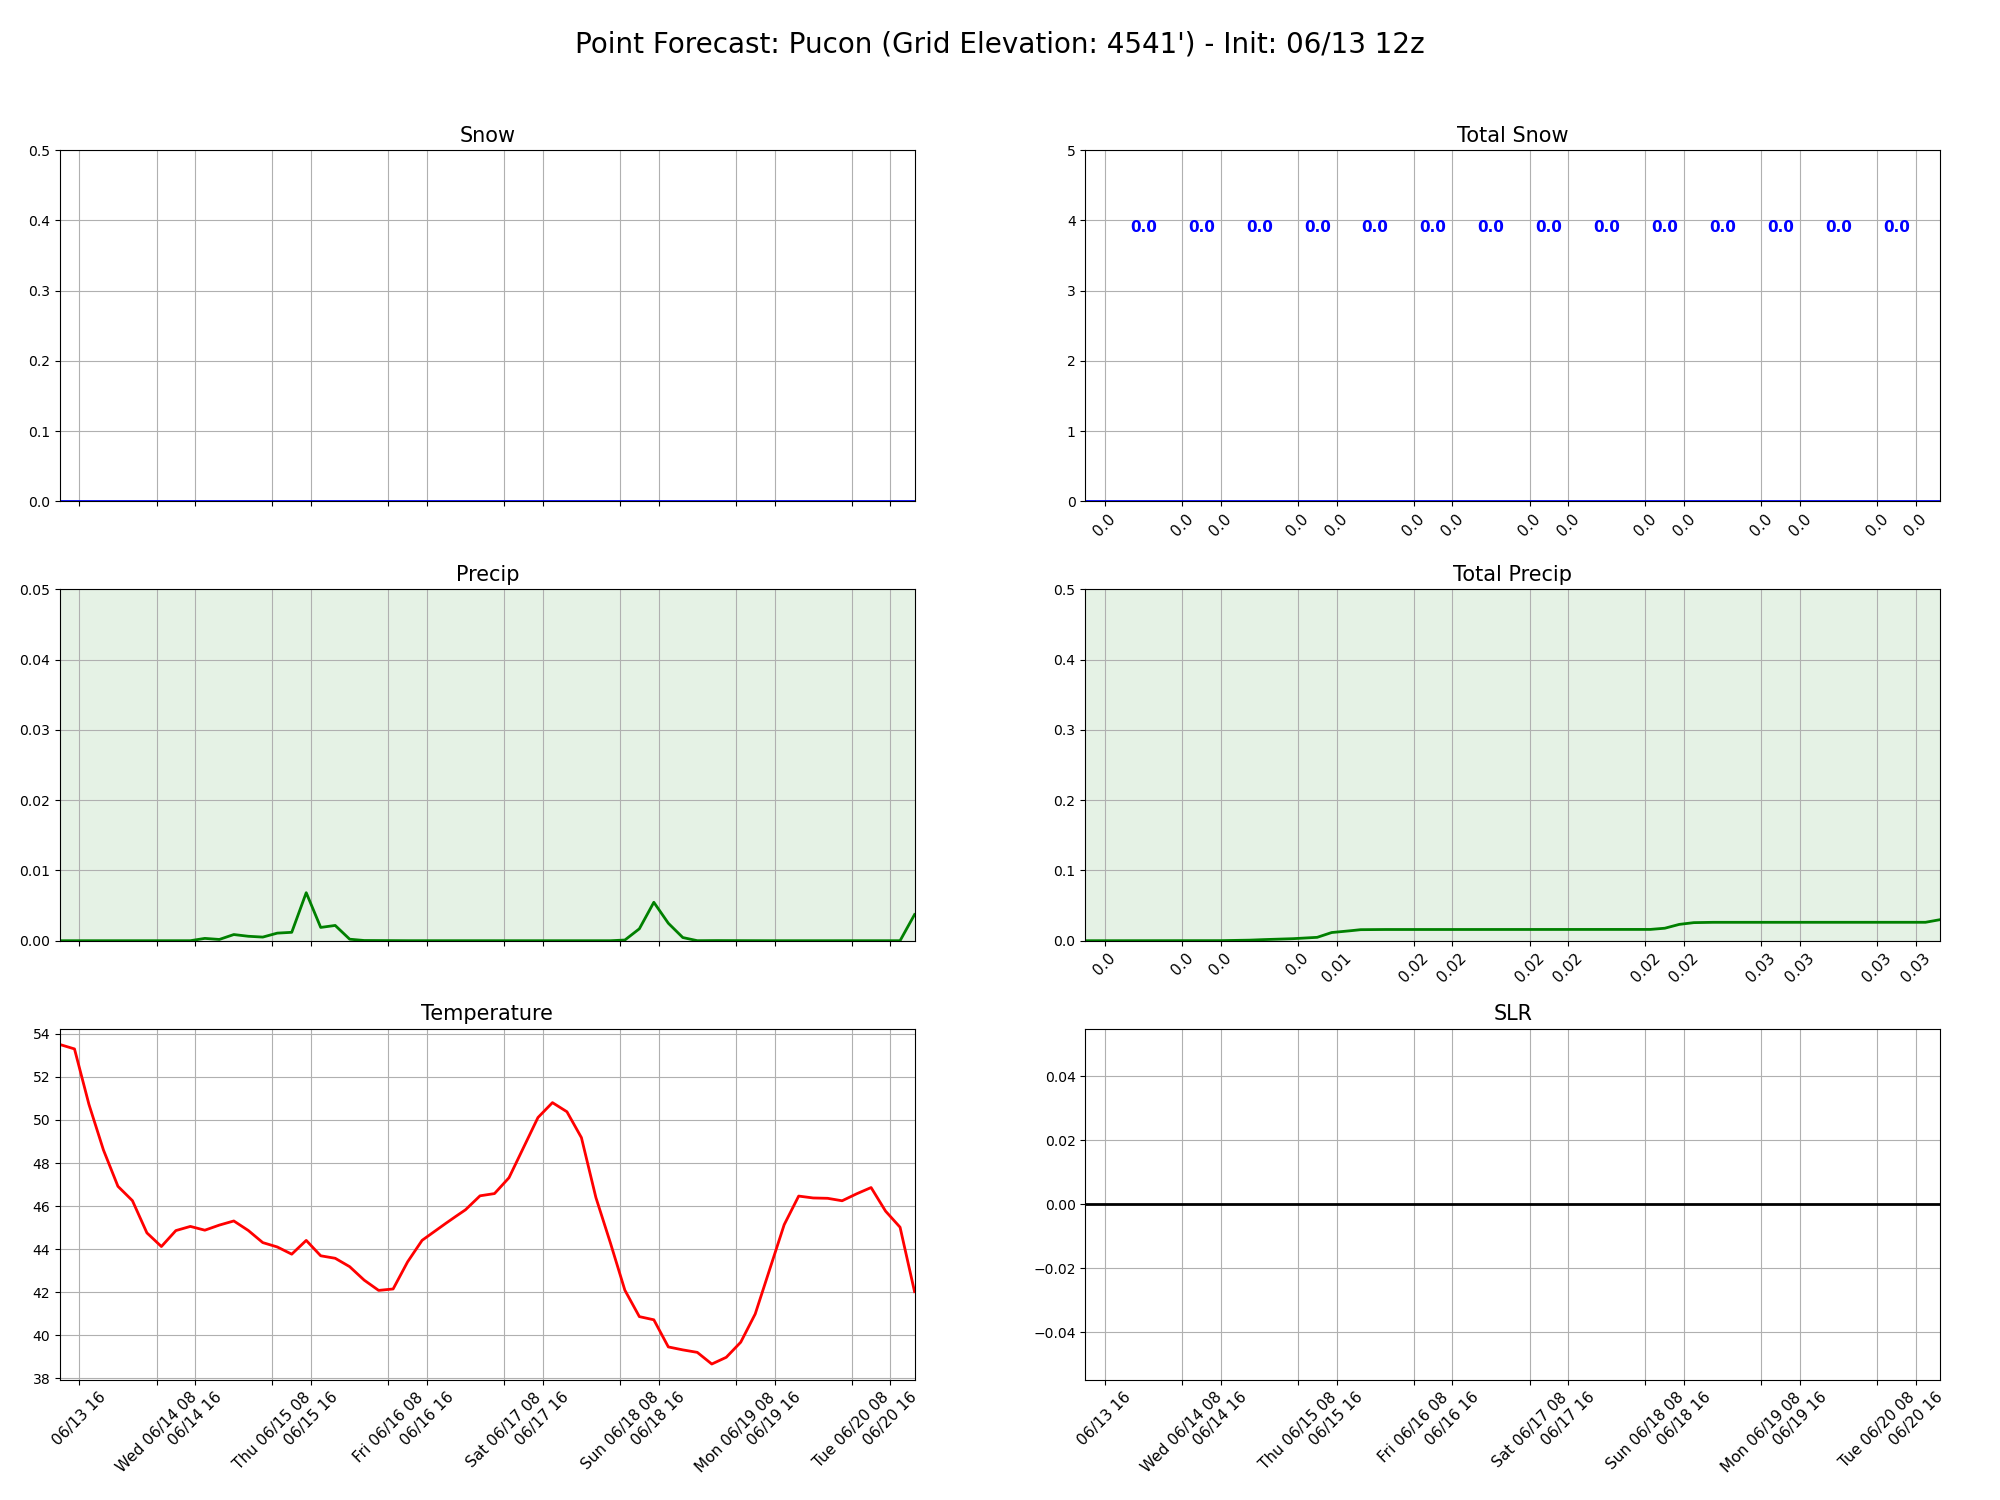 Point Forecast: Pucon (Grid Elevation: 4541') - Init: 06/13 12z
Snow
0.5
0.4
0.3
0.2
0.1
0.0
Total Snow
5
4
3
2
1
0
0.0 0.0 0.0 0.0 0.0 0.0 0.0 0.0 0.0 0.0 0.0 0.0 0.0 0.0
0.0 0.0 0.0 0.0 0.0 0.0 0.0 0.0 0.0 0.0 0.0 0.0 0.0 0.0 0.0
Precip
0.05
0.04
0.03
0.02
0.01
0.00
Total Precip
0.5
0.4
0.3
0.2
0.1
0.0
0.0 0.0 0.0 0.0 0.01 0.02 0.02 0.02 0.02 0.02 0.02 0.03 0.03 0.03 0.03
Temperature
54
52
50
48
46
44
42
40
38
06/13 16
Wed 06/14 08
06/14 16
Thu 06/15 08
06/15 16
Fri 06/16 08
06/16 16
Sat 06/17 08
06/17 16
Sun 06/18 08
06/18 16
Mon 06/19 08
06/19 16
Tue 06/20 08
06/20 16
SLR
0.04
0.02
0.00
−0.02
−0.04
06/13 16
Wed 06/14 08
06/14 16
Thu 06/15 08
06/15 16
Fri 06/16 08
06/16 16
Sat 06/17 08
06/17 16
Sun 06/18 08
06/18 16
Mon 06/19 08
06/19 16
Tue 06/20 08
06/20 16